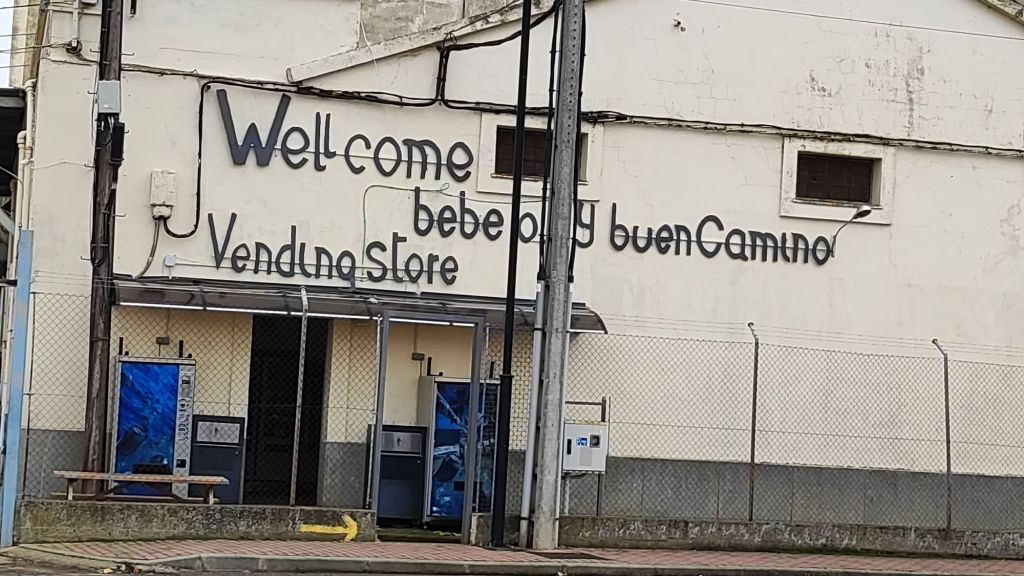 Wellcome
bebe y buenCamino
Vending store